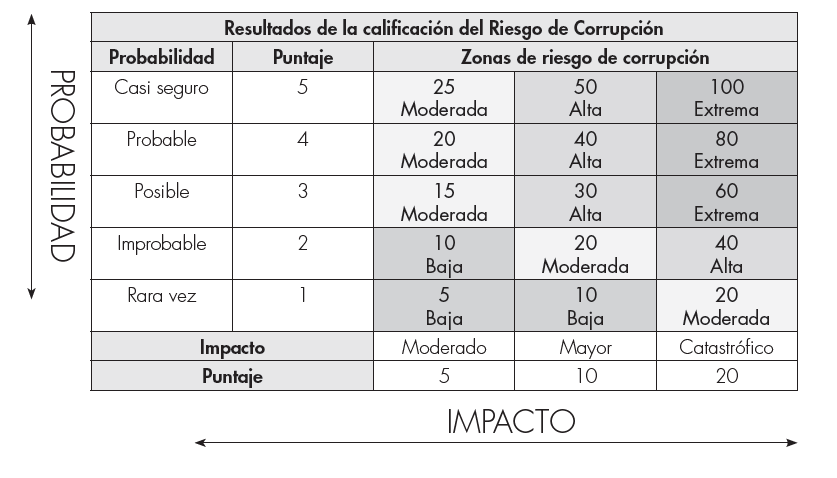 PROBABILIDAD
Resultados de la calificación del Riesgo de Corrupción
Probabilidad Puntaje Zonas de riesgo de corrupción
Casi seguro 5 25 50 100
Moderada Alta Extrema
Probable 4 20 40 80
Moderada Alta Extrema
Posible 3 15 30 60
Moderada Alta Extrema
Improbable 2 10 20 40
Baja Moderada Alta
Rara vez 1 5 10 20
Baja Baja Moderada
Impacto Moderado Mayor Catastrófico
Puntaje 5 10 20
IMPACTO